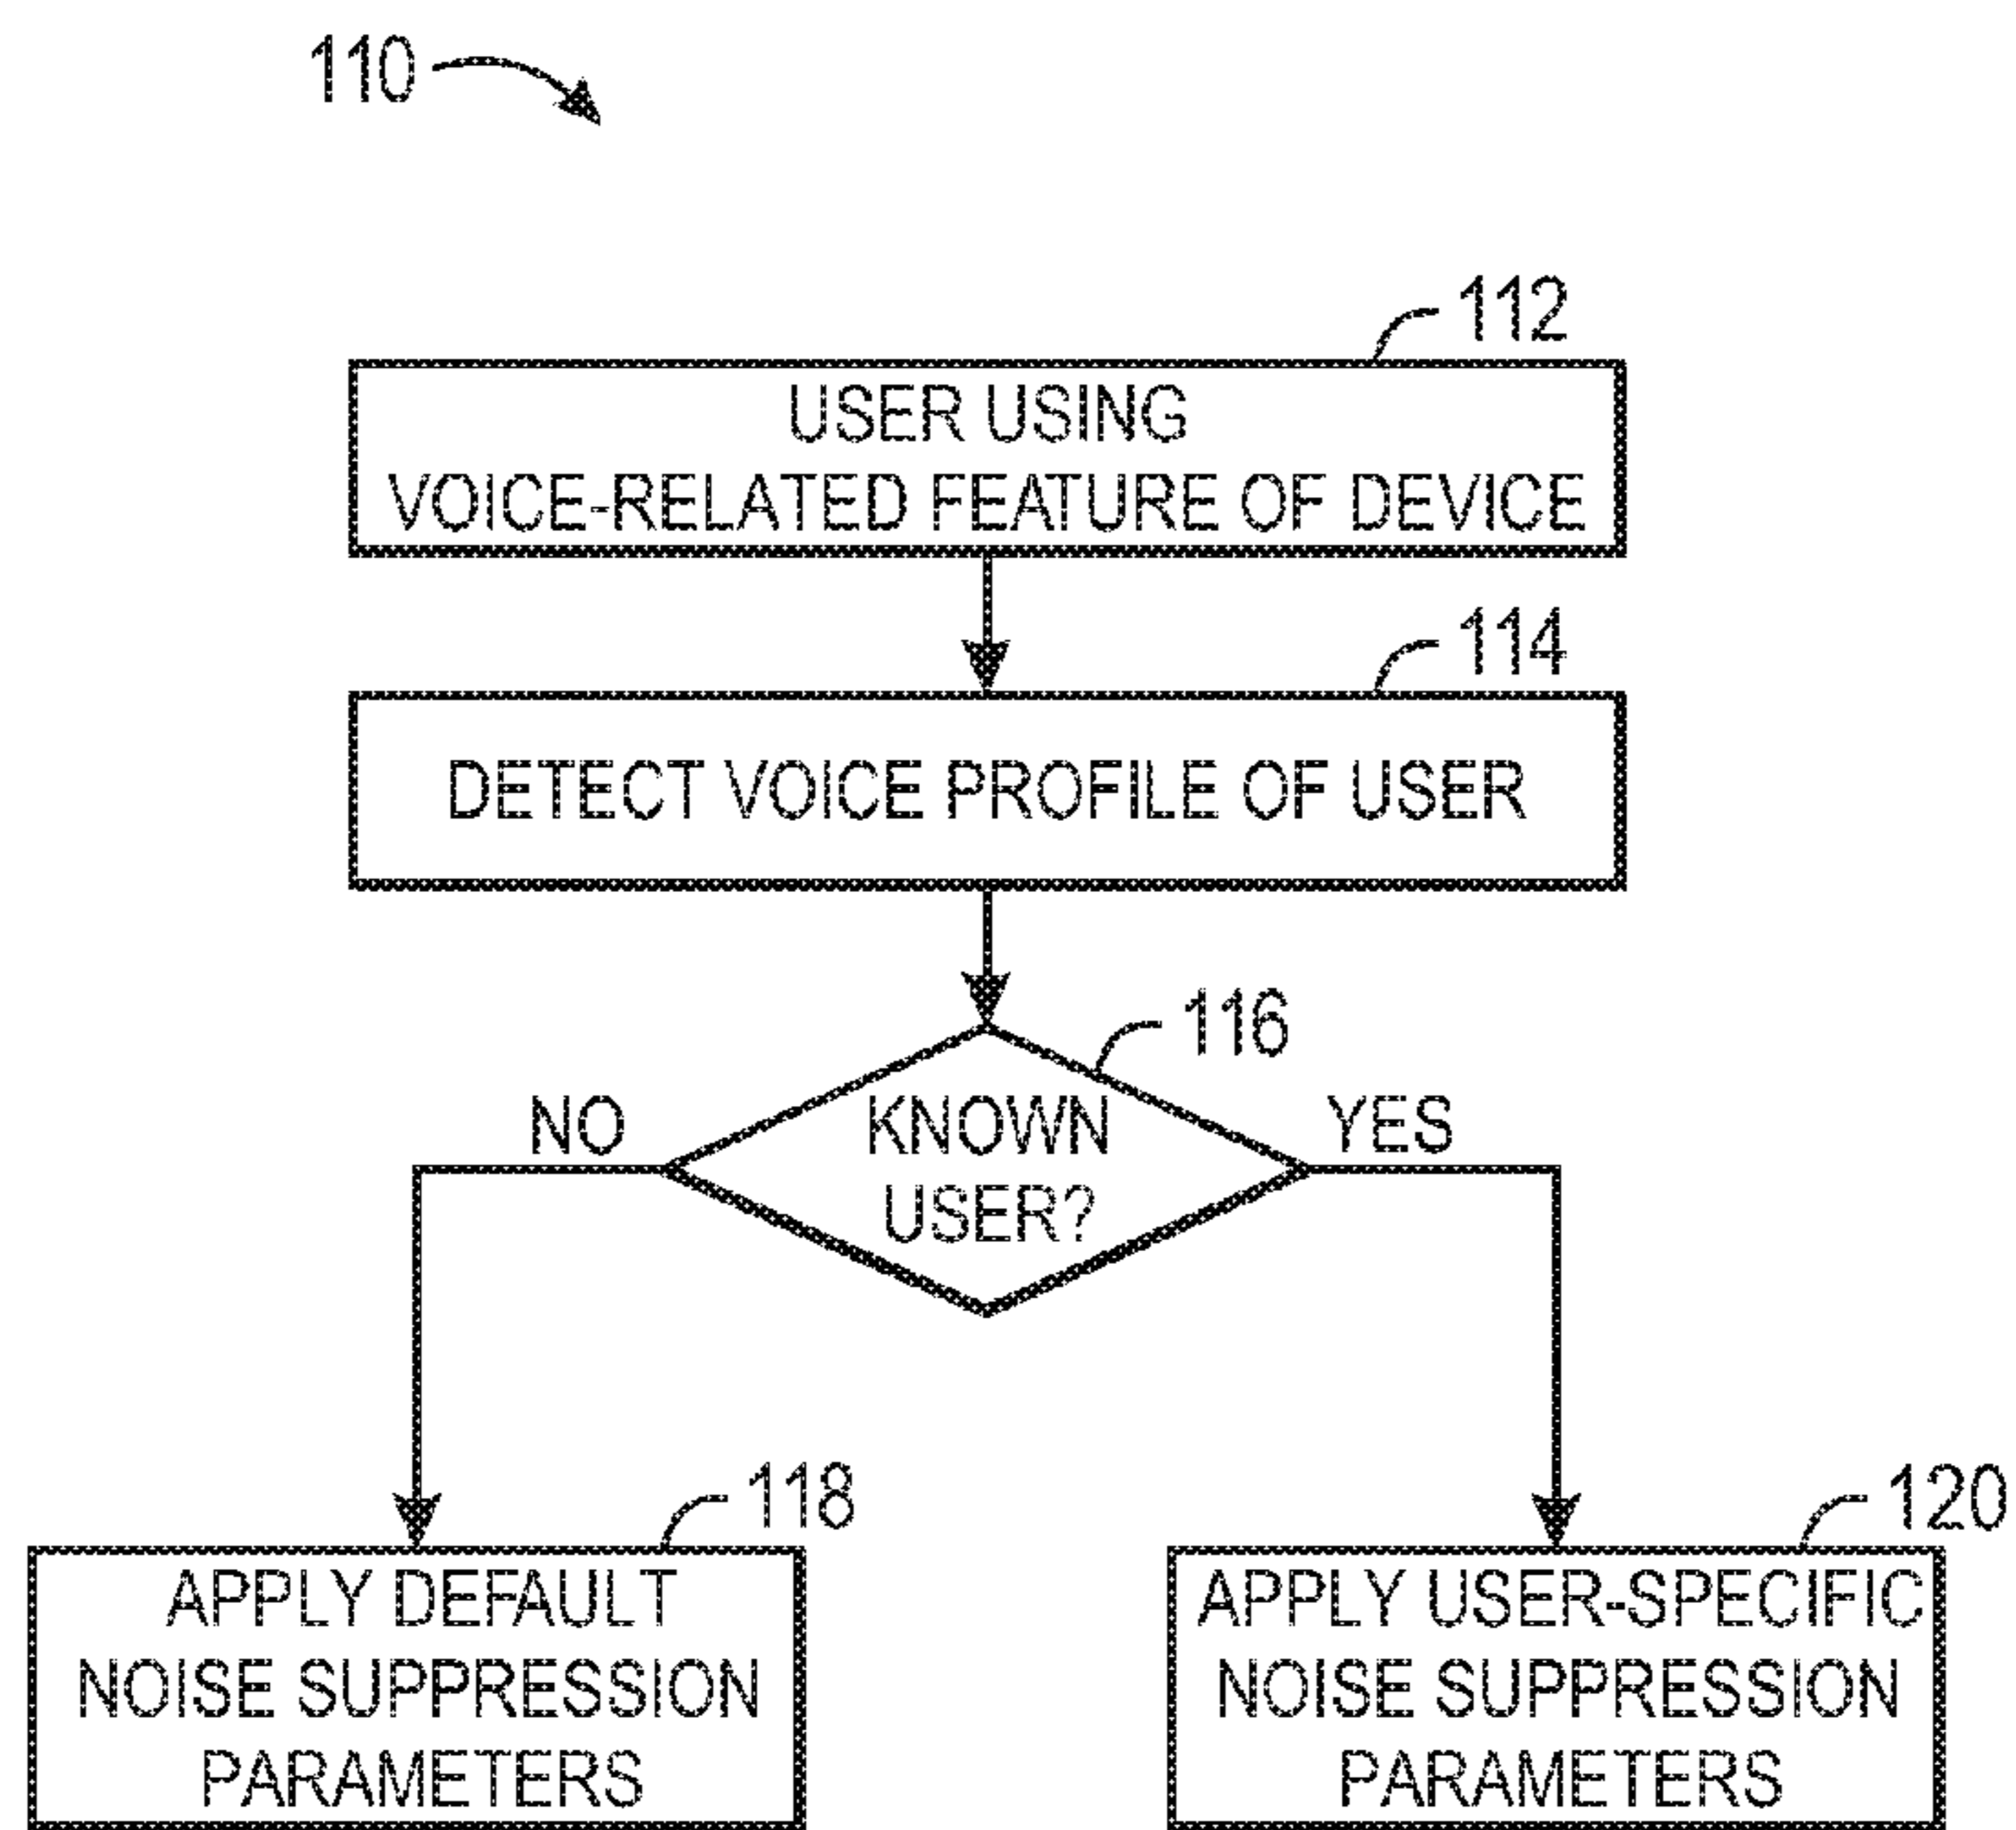 110
112
USER USING
VOICE-RELATED FEATURE OF DEVICE
114
DETECT VOICE PROFILE OF USER
116
NO
KNOWN
USER?
YES
118
APPLY DEFAULT
NOISE SUPPRESSION
PARAMETERS
120
APPLY USER-SPECIFIC
NOISE SUPPRESSION
PARAMETERS